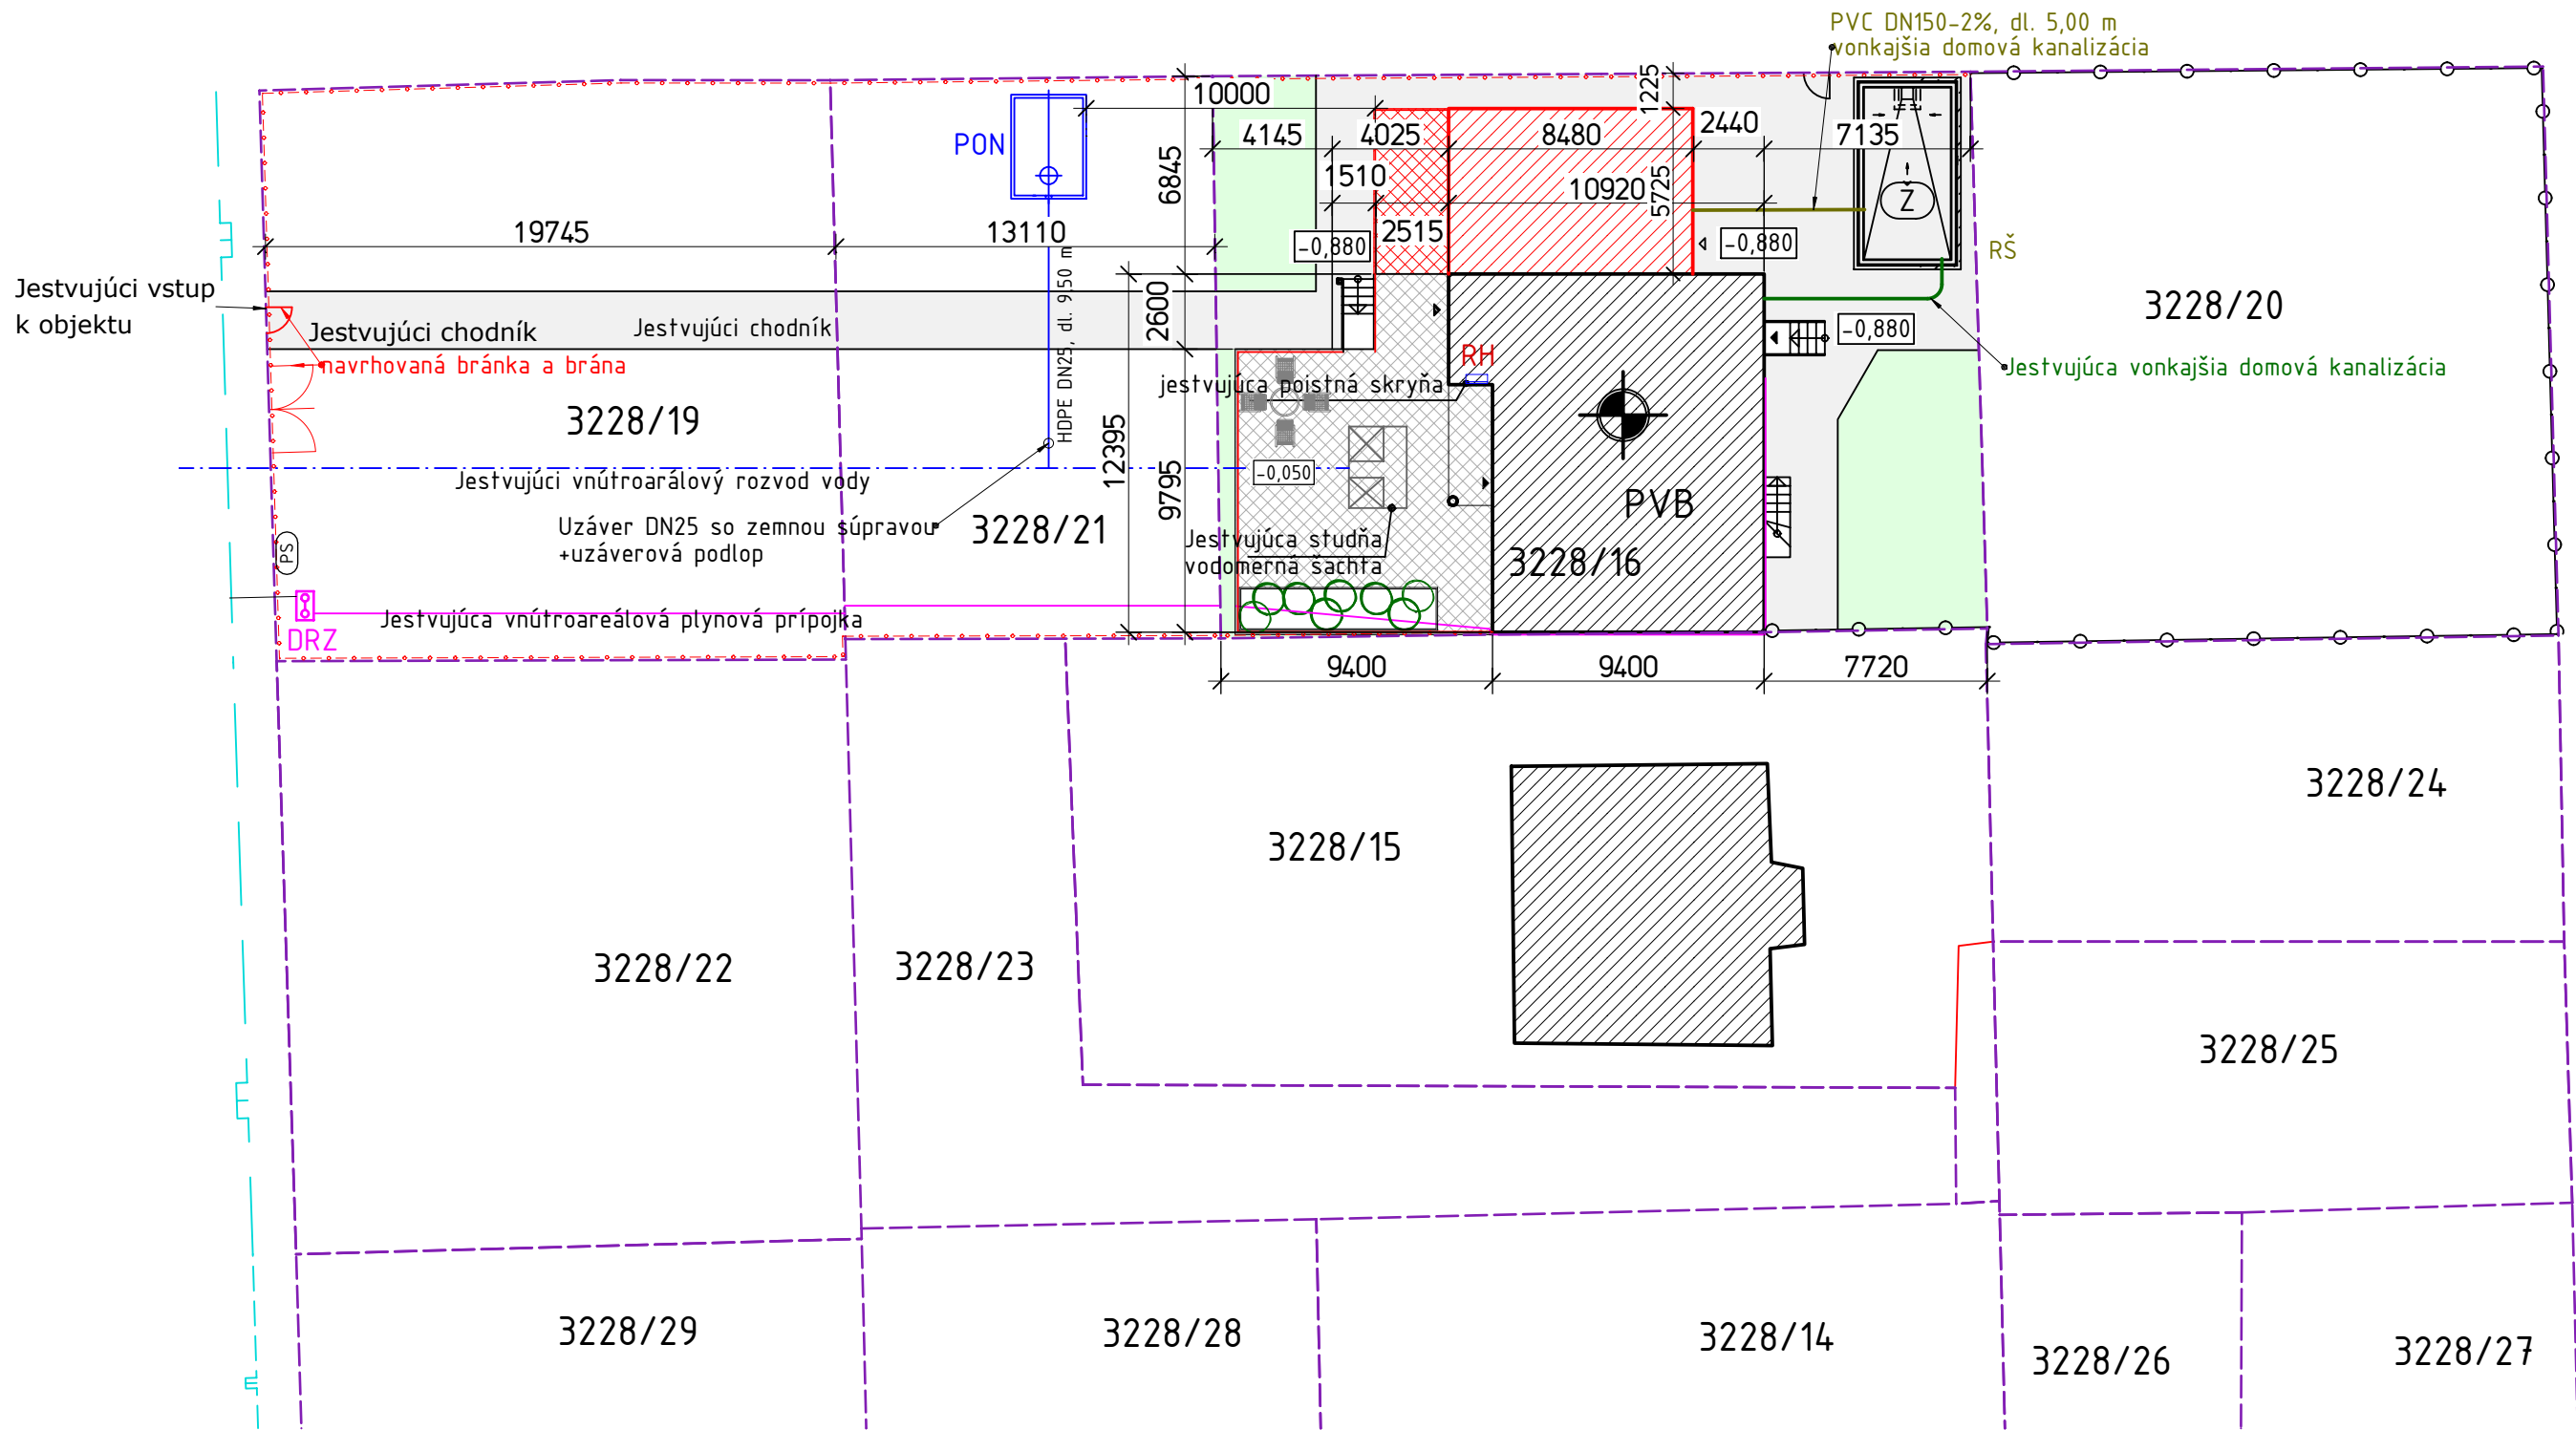 PVC DN150-2%, dl. 5,00 m
vonkajšia domová kanalizácia
1225
10000
4145
4025
8480
2440
7135
PON
6845
1510
10920
5725
Ž
19745
13110
2515
-0,880
-0,880
RŠ
HDPE DN25, dl. 9,50 m
Jestvujúci vstup
k objektu
3228/20
2600
Jestvujúci chodník
Jestvujúci chodník
-0,880
navrhovaná bránka a brána
RH
jestvujúca poistná skryňa
Jestvujúca vonkajšia domová kanalizácia
3228/19
12395
9795
-0,050
Jestvujúci vnútroarálový rozvod vody
PVB
Uzáver DN25 so zemnou súpravou
+uzáverová podlop
3228/21
Jestvujúca studňa
vodomerná šachta
3228/16
PS
Jestvujúca vnútroareálová plynová prípojka
DRZ
9400
9400
7720
3228/24
3228/15
3228/22
3228/23
3228/25
3228/29
3228/28
3228/14
3228/26
3228/27